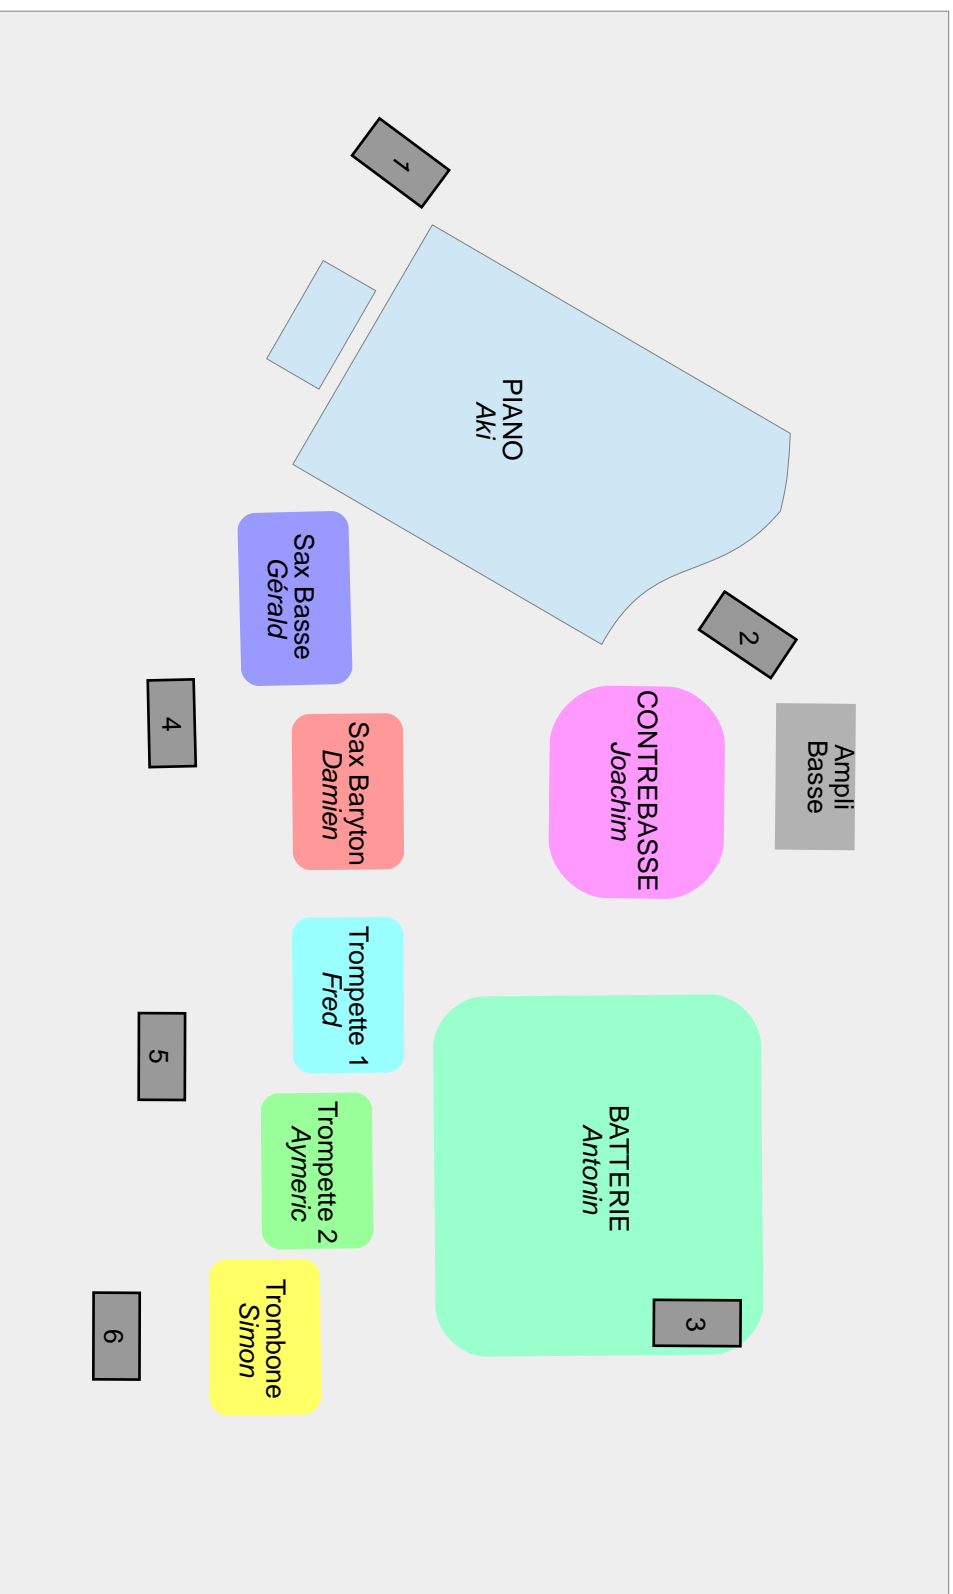 Ampli
Basse
2
CONTREBASSE
Joachim
3
BATTERIE
Antonin
PIANO
Aki
1
Sax Basse
Gérald
Sax Baryton
Damien
Trompette 1
Fred
Trompette 2
Aymeric
Trombone
Simon
4
5
6